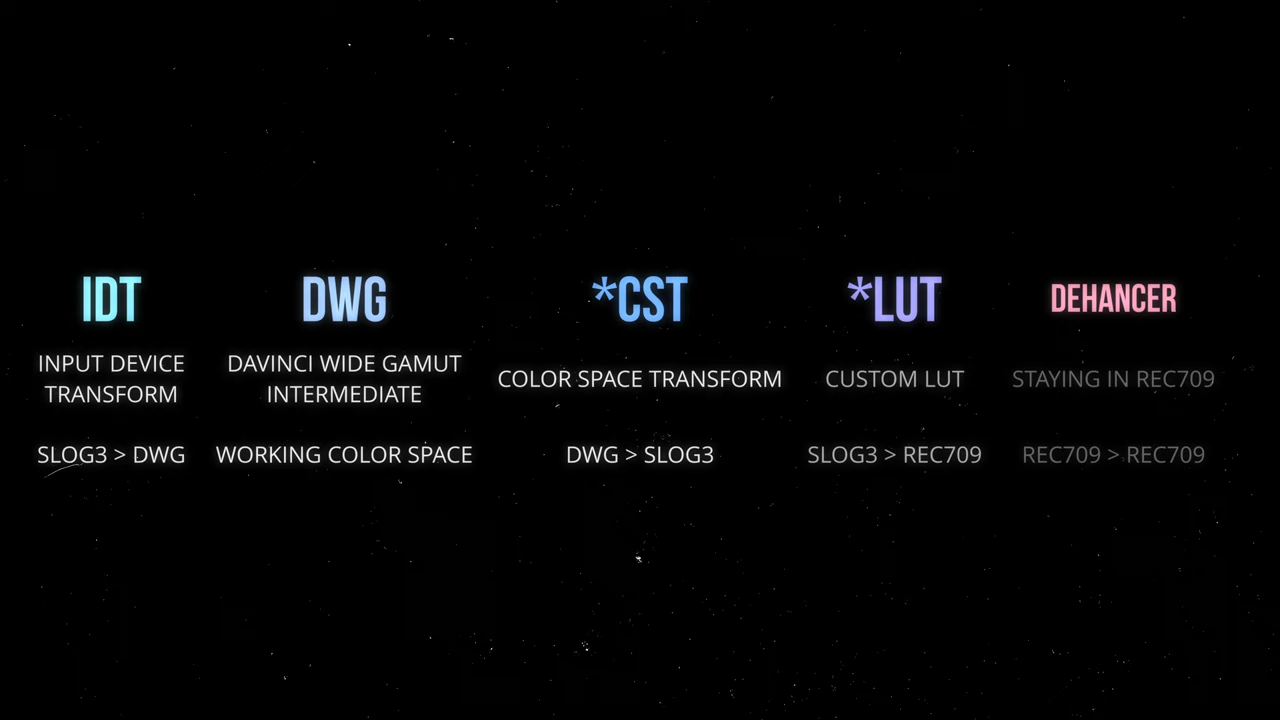 IDT
INPUT DEVICE
TRANSFORM
SLOG3 > DWG
DWG
DAVINCI WIDE GAMUT
INTERMEDIATE
WORKING COLOR SPACE
*CST
COLOR SPACE TRANSFORM
DWG > SLOG3
*LUT
CUSTOM LUT
SLOG3 > REC709
DEHANCER
STAYING IN REC709
REC709 > REC709